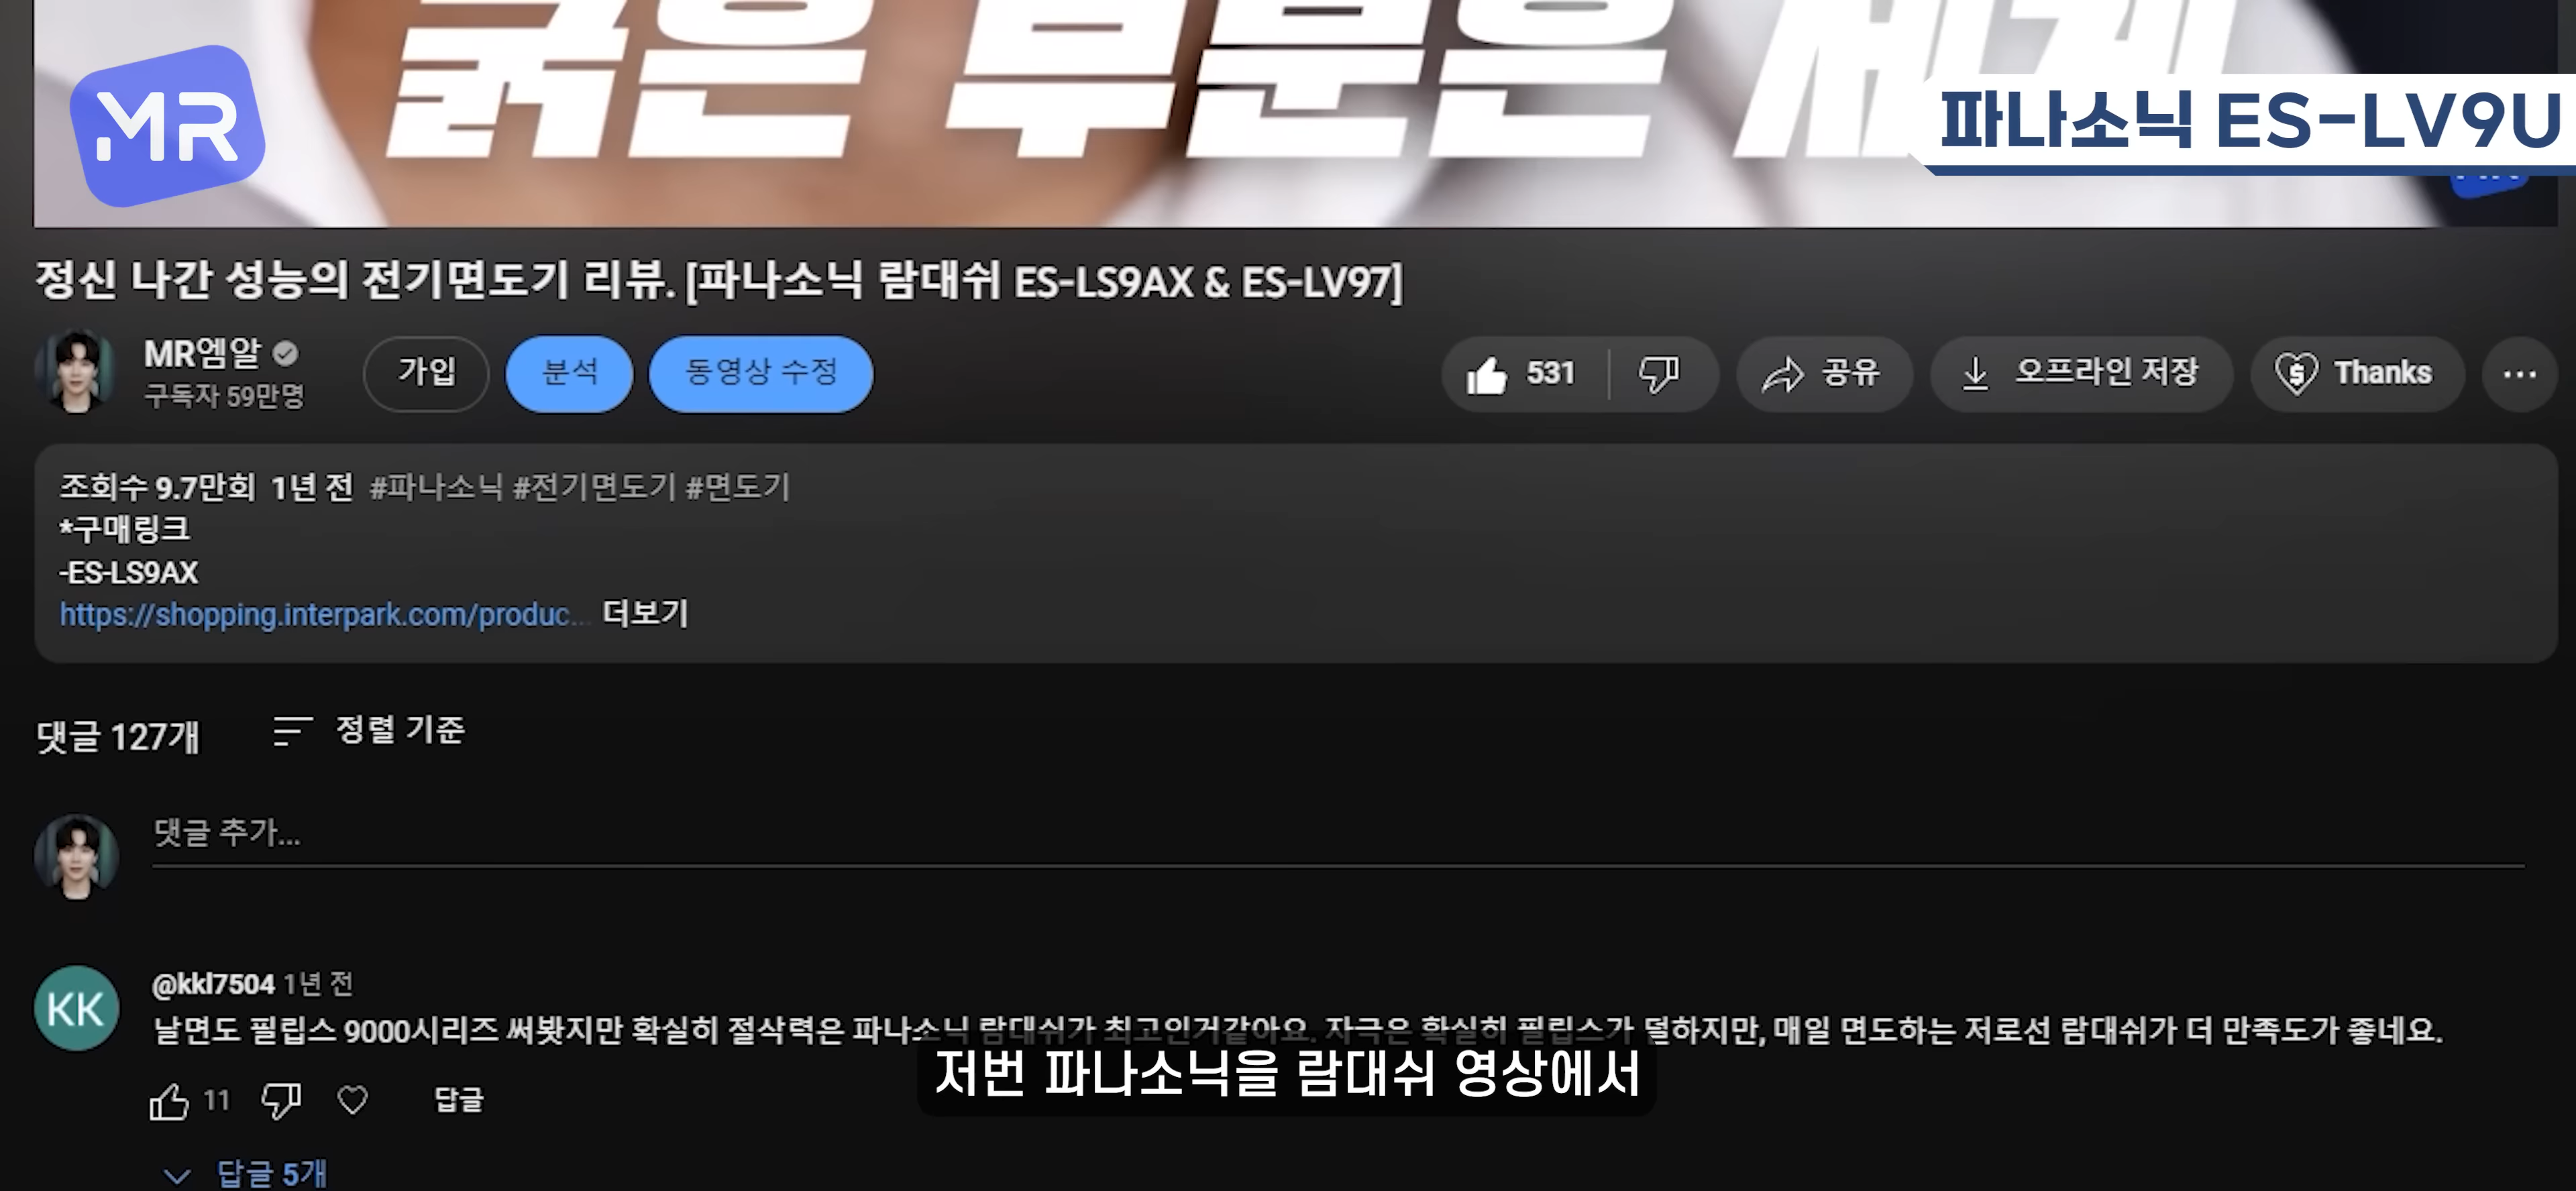 굵은 부분은 세게
MR
파나소닉 ES-LV9U
정신 나간 성능의 전기면도기 리뷰. [파나소닉 람대쉬 ES-LS9AX & ES-LV97]
MR엠알
구독자 59만명
가입
분석
동영상 수정
531
공유
오프라인 저장
Thanks
조회수 9.7만회 1년 전 #파나소닉 #전기면도기 #면도기
*구매링크
-ES-LS9AX
https://shopping.interpark.com/produc... 더보기
댓글 127개
정렬 기준
댓글 추가...
KK
@kkl7504 1년 전
날면도 필립스 9000시리즈 써봣지만 확실히 절삭력은 파나소닉 람대쉬가 최고인거같아요. 자극은 확실히 필립스가 덜하지만, 매일 면도하는 저로선 람대쉬가 더 만족도가 좋네요.
저번 파나소닉을 람대쉬 영상에서
11
답글
답글 5개